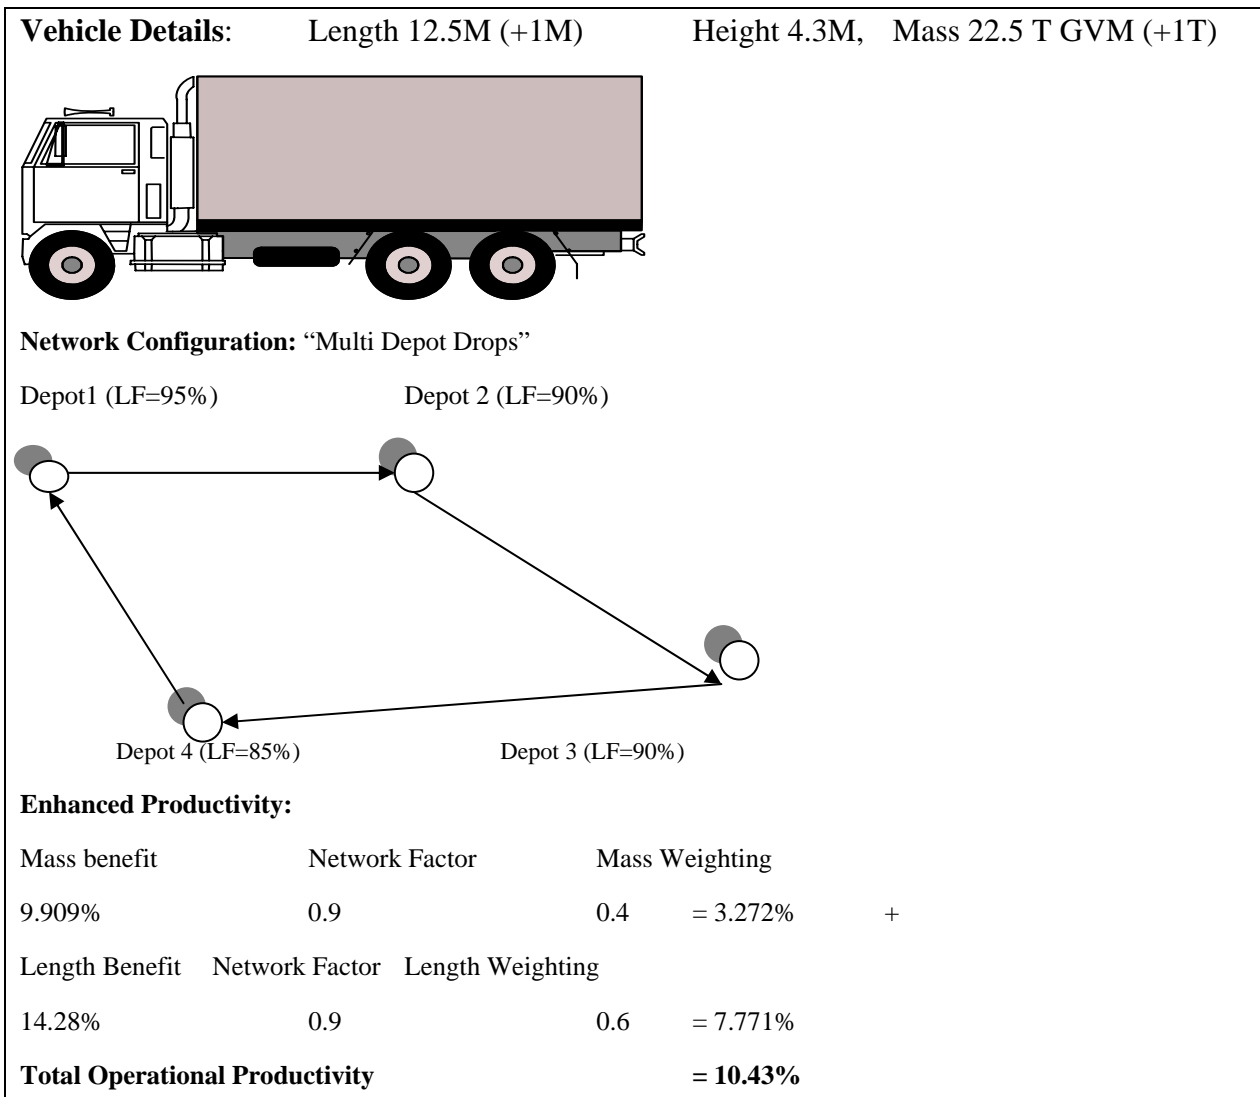 Vehicle Details: Length 12.5M (+1M) Height 4.3M, Mass 22.5 T GVM (+1T)
Network Configuration: “Multi Depot Drops”
Depot1 (LF=95%) Depot 2 (LF=90%)
Depot 4 (LF=85%) Depot 3 (LF=90%)
Enhanced Productivity:
Mass benefit Network Factor Mass Weighting
9.909% 0.9 0.4 = 3.272% +
Length Benefit Network Factor Length Weighting
14.28% 0.9 0.6 = 7.771%
Total Operational Productivity = 10.43%